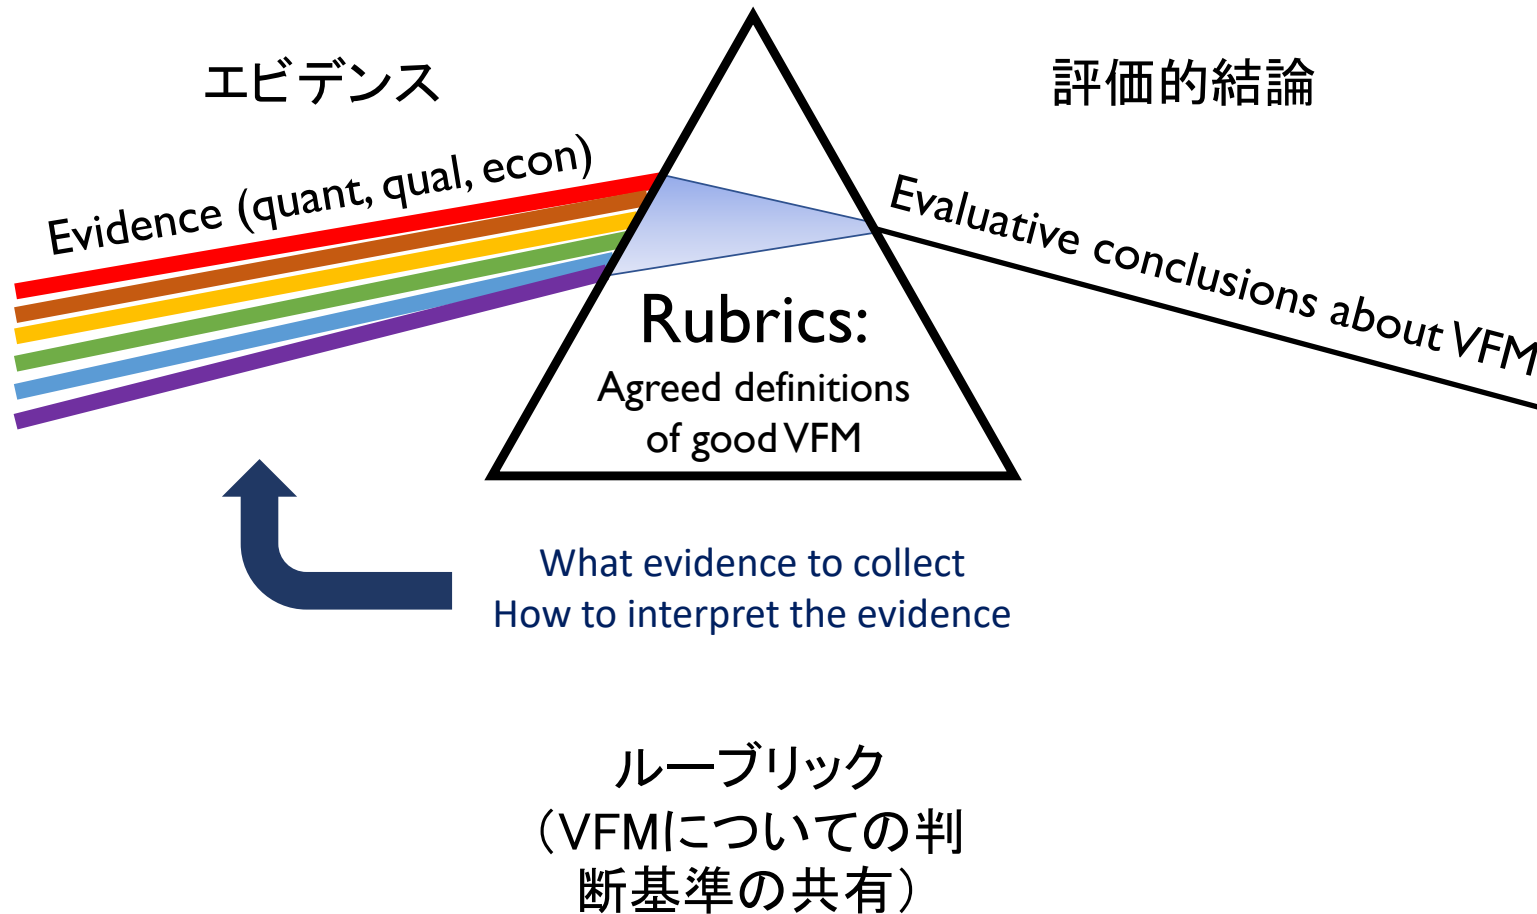 エビデンス
評価的結論
Evidence (quant, qual, econ)
Evaluative conclusions about VFM
Rubrics:
Agreed definitions
of good VFM
What evidence to collect
How to interpret the evidence
ルーブリック
（VFMについての判
断基準の共有）